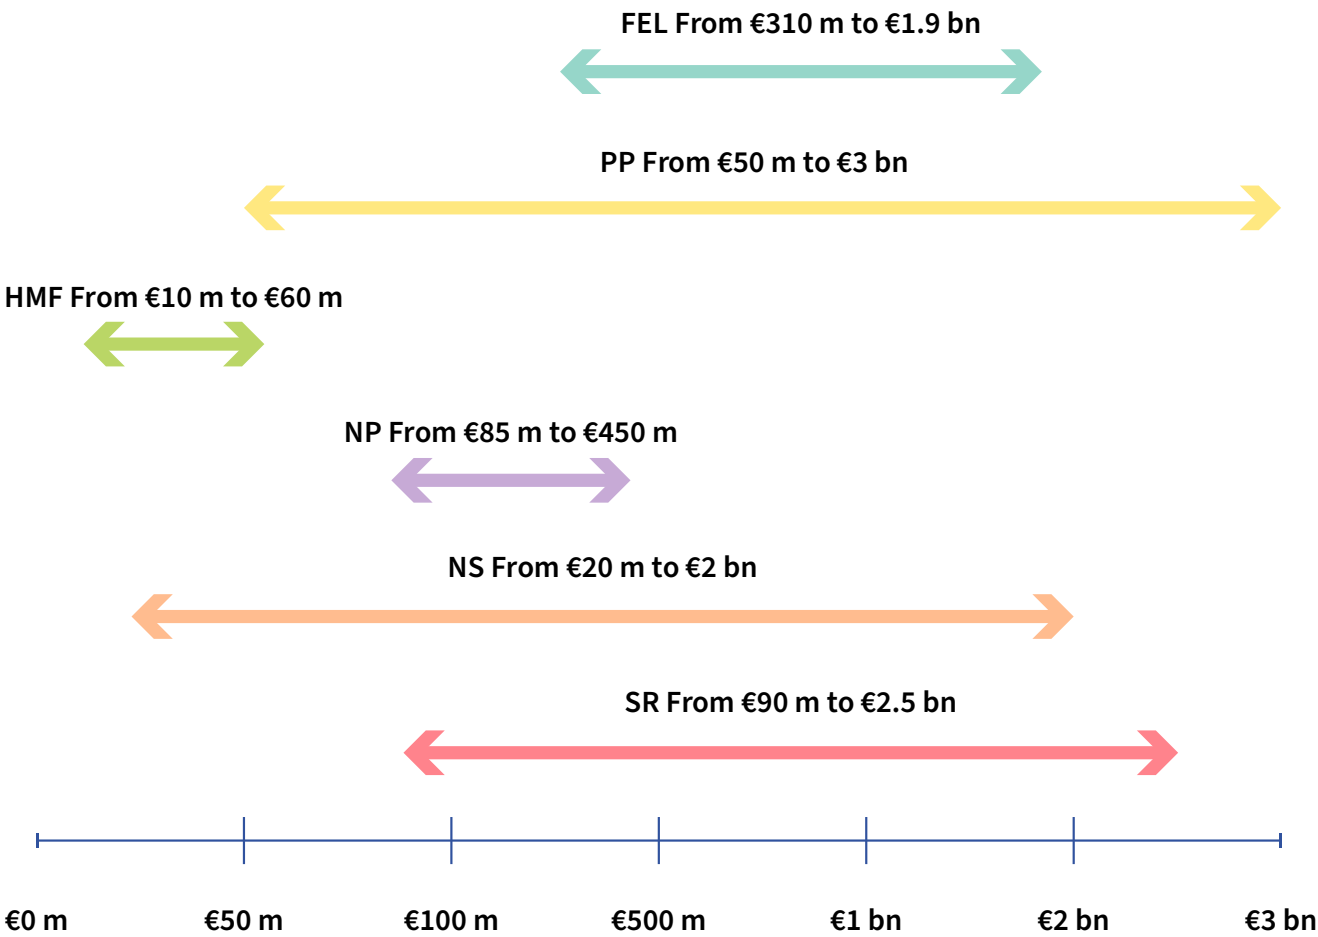 FEL From €310 m to €1.9 bn
PP From €50 m to €3 bn
HMF From €10 m to €60 m
NP From €85 m to €450 m
NS From €20 m to €2 bn
SR From €90 m to €2.5 bn
€0 m €50 m €100 m €500 m €1 bn €2 bn €3 bn